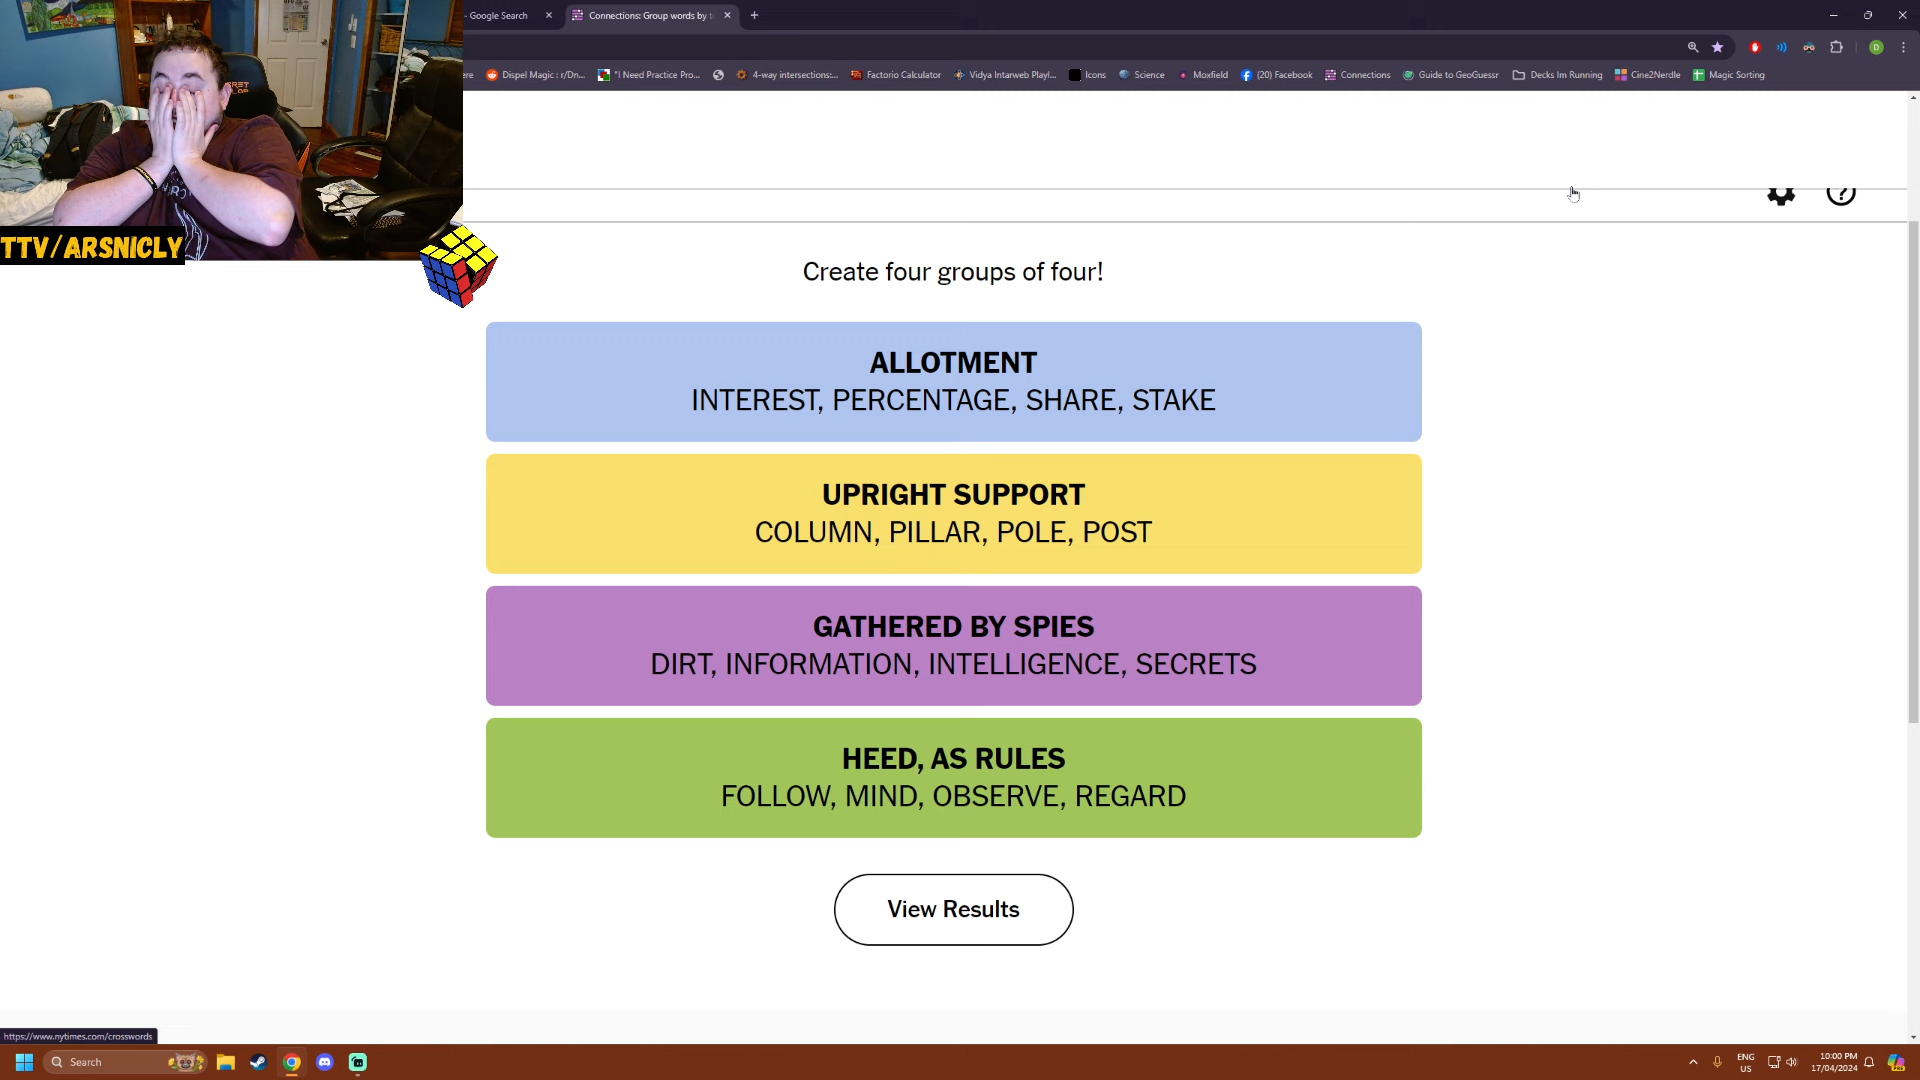 - Google Search
Connections: Group words by t
Dispel Magic : r/Dn...
"I Need Practice Pro...
4-way intersections...
Factorio Calculator
Vidya Intarweb Playl...
Icons
Science
Moxfield
(20) Facebook
Connections
Guide to GeoGuessr
Decks Im Running
Cine2Nerdle
Magic Sorting
TTV/ARSNICLY
Create four groups of four!
ALLOTMENT
INTEREST, PERCENTAGE, SHARE, STAKE
UPRIGHT SUPPORT
COLUMN, PILLAR, POLE, POST
GATHERED BY SPIES
DIRT, INFORMATION, INTELLIGENCE, SECRETS
HEED, AS RULES
FOLLOW, MIND, OBSERVE, REGARD
View Results
https://www.nytimes.com/crosswords
Search
ENG
US
10:00 PM
17/04/2024